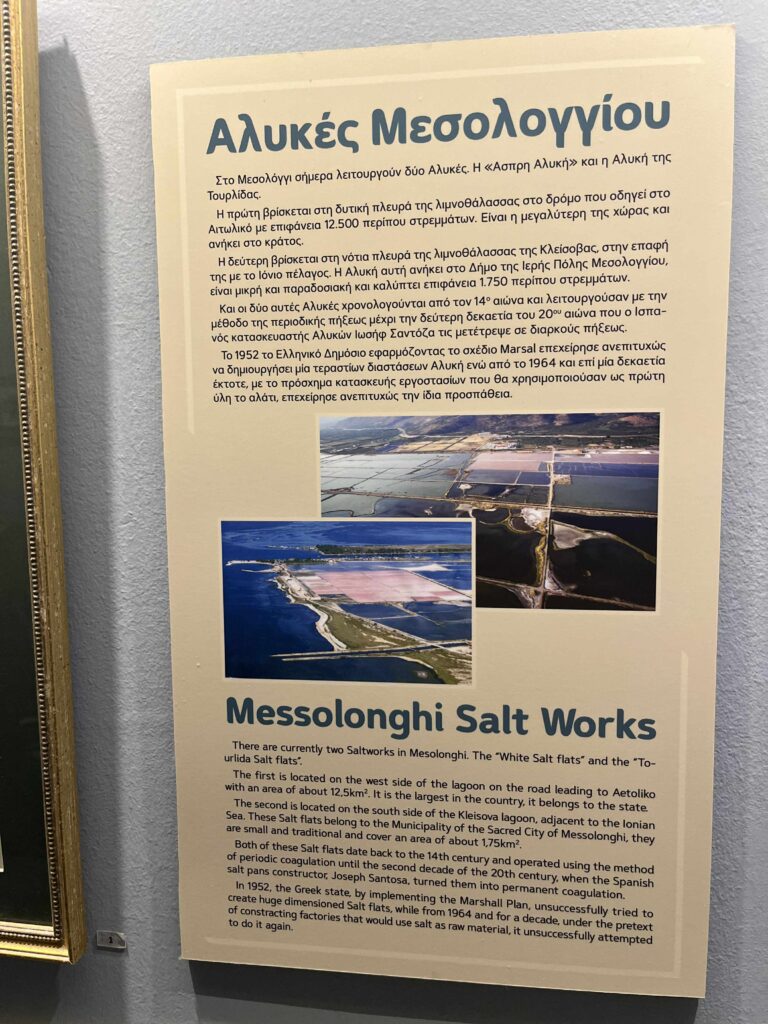 Αλυκές Μεσολογγίου
Στο Μεσολόγγι σήμερα λειτουργούν δύο Αλυκές. Η «Ασπρη Αλυκή» και η Αλυκή της
Τουρλίδας.
Η πρώτη βρίσκεται στη δυτική πλευρά της λιμνοθάλασσας στο δρόμο που οδηγεί στο
Αιτωλικό με επιφάνεια 12.500 περίπου στρεμμάτων. Είναι η μεγαλύτερη της χώρας και
ανήκει στο κράτος.
Η δεύτερη βρίσκεται στη νότια πλευρά της λιμνοθάλασσας της Κλείσοβας, στην επαφή
της με το Ιόνιο πέλαγος. Η Αλυκή αυτή ανήκει στο Δήμο της Ιερής Πόλης Μεσολογγίου,
είναι μικρή και παραδοσιακή και καλύπτει επιφάνεια 1.750 περίπου στρεμμάτων.
Και οι δύο αυτές Αλυκές χρονολογούνται από τον 14ο αιώνα και λειτουργούσαν με την
μέθοδο της περιοδικής πήξεως μέχρι την δεύτερη δεκαετία του 20ου αιώνα που ο Ισπα-
νός κατασκευαστής Αλυκών Ιωσήφ Σαντόζα τις μετέτρεψε σε διαρκούς πήξεως.
Το 1952 το Ελληνικό Δημόσιο εφαρμόζοντας το σχέδιο Marsal επεχείρησε ανεπιτυχώς
να δημιουργήσει μία τεραστίων διαστάσεων Αλυκή ενώ από το 1964 και επί μία δεκαετία
έκτοτε, με το πρόσχημα κατασκευής εργοστασίων που θα χρησιμοποιούσαν ως πρώτη
ύλη το αλάτι, επεχείρησε ανεπιτυχώς την ίδια προσπάθεια.
Messolonghi Salt Works
There are currently two Saltworks in Mesolonghi. The “White Salt flats” and the “To-
urlida Salt flats”.
The first is located on the west side of the lagoon on the road leading to Aetoliko
with an area of about 12,5km². It is the largest in the country, it belongs to the state.
The second is located on the south side of the Kleisova lagoon, adjacent to the Ionian
Sea. These Salt flats belong to the Municipality of the Sacred City of Messolonghi, they
are small and traditional and cover an area of about 1,75km².
Both of these Salt flats date back to the 14th century and operated using the method
of periodic coagulation until the second decade of the 20th century, when the Spanish
salt pans constructor, Joseph Santosa, turned them into permanent coagulation.
In 1952, the Greek state, by implementing the Marshall Plan, unsuccessfully tried to
create huge dimensioned Salt flats, while from 1964 and for a decade, under the pretext
of constracting factories that would use salt as raw material, it unsuccessfully attempted
to do it again.